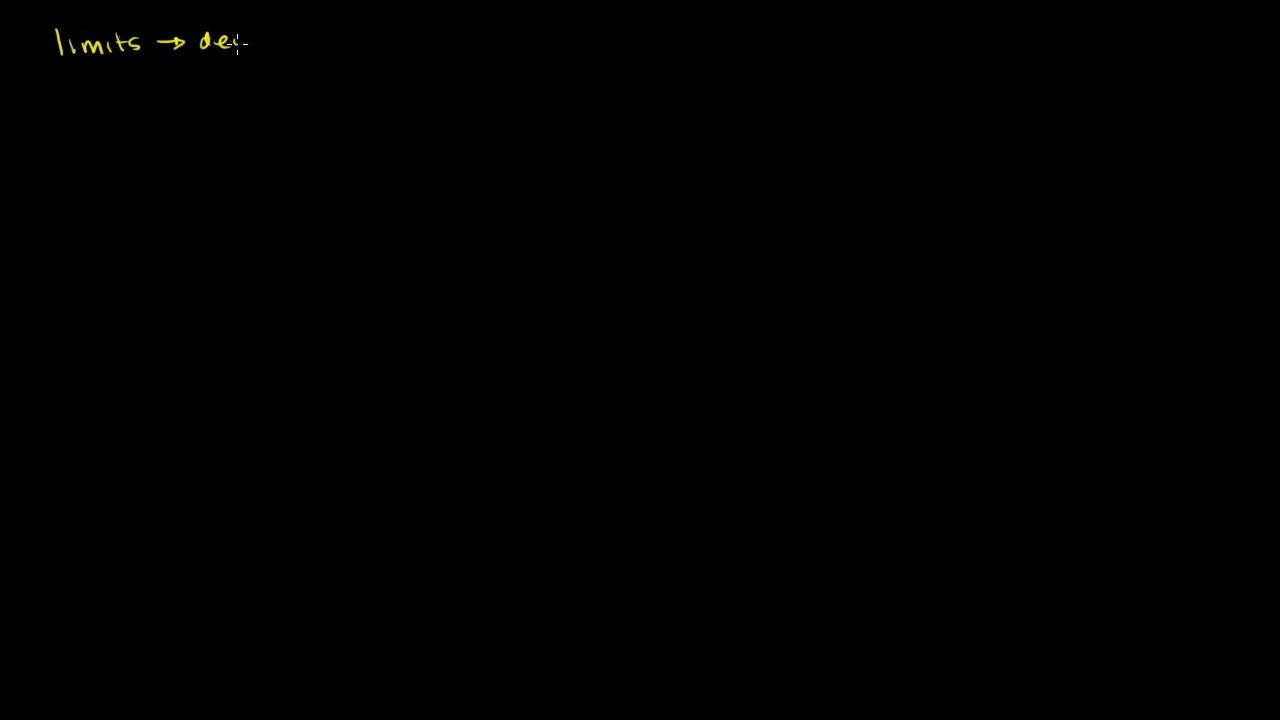 limits → de